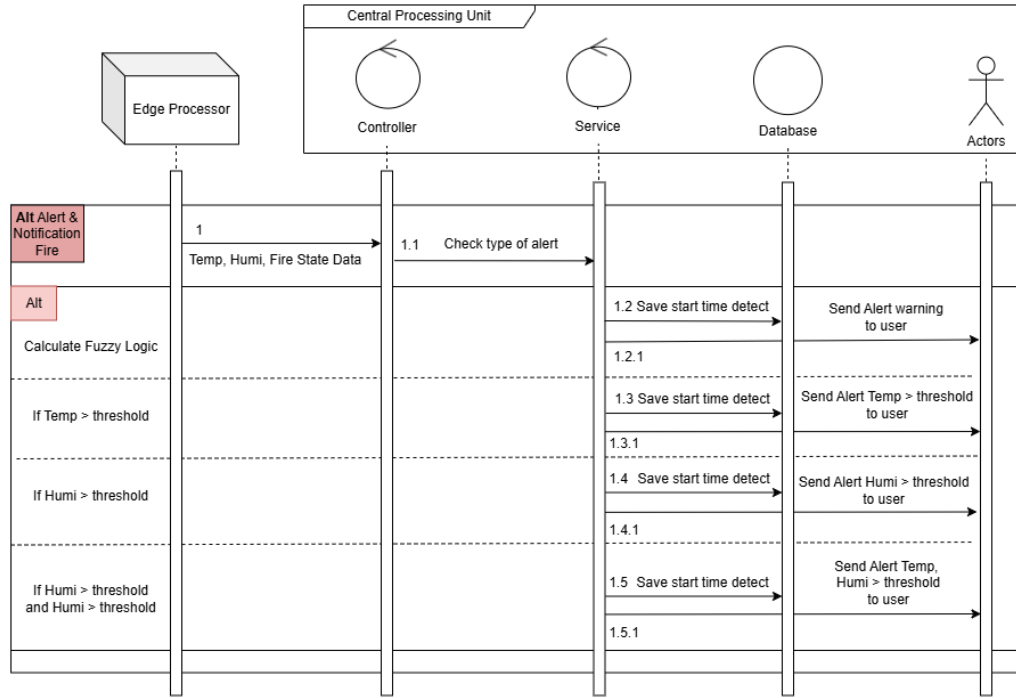 Central Processing Unit
Edge Processor
Controller
Service
Database
Actors
Alt Alert &
Notification
Fire
1
Temp, Humi, Fire State Data
1.1 Check type of alert
Alt
Calculate Fuzzy Logic
1.2 Save start time detect
Send Alert warning
to user
1.2.1
If Temp > threshold
1.3 Save start time detect
Send Alert Temp > threshold
to user
1.3.1
If Humi > threshold
1.4 Save start time detect
Send Alert Humi > threshold
to user
1.4.1
If Humi > threshold
and Humi > threshold
1.5 Save start time detect
Send Alert Temp,
Humi > threshold
to user
1.5.1